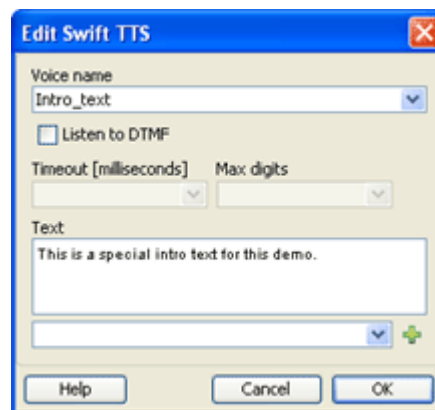 Edit Swift TTS
Voice name
Intro_text
Listen to DTMF
Timeout [milliseconds] Max digits
Text
This is a special intro text for this demo.
Help Cancel OK